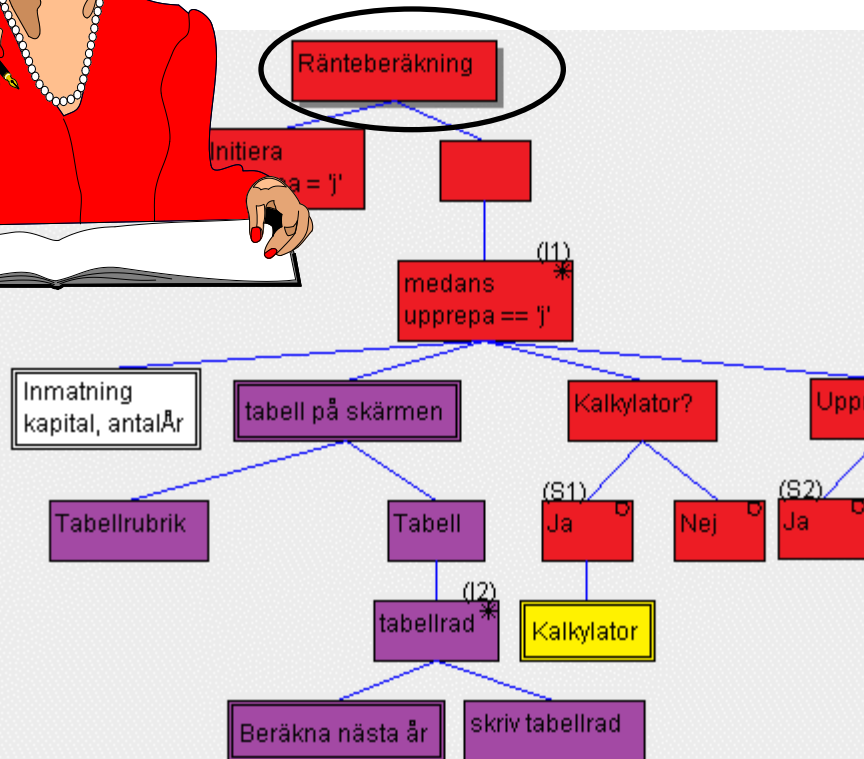 Ränteberäkning
Initiera
= 'j'
(I1)
medans
upprepa == 'j'
Inmatning
kapital, antalÅr
tabell på skärmen
Kalkylator?
(S1)
(S2)
Tabellrubrik
Tabell
Ja
Nej
Ja
(I2)
tabellrad
Kalkylator
Beräkna nästa år
skriv tabellrad